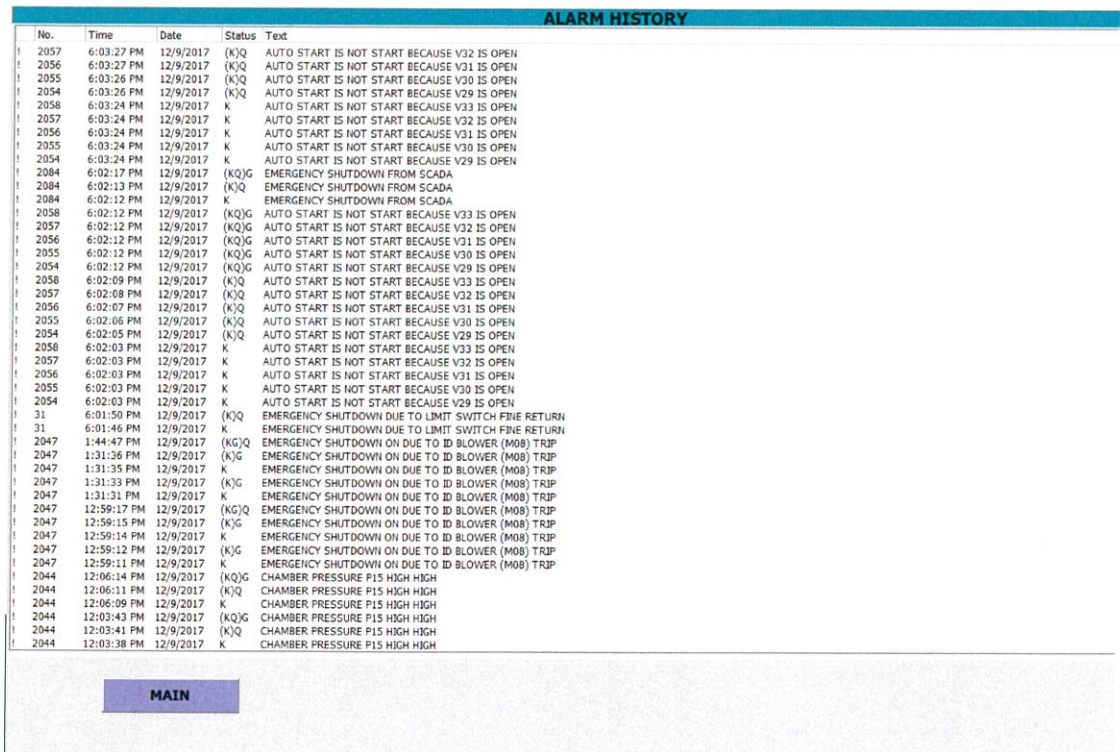 ALARM HISTORY
No. Time Date Status Text
! 2057 6:03:27 PM 12/9/2017 (K)Q AUTO START IS NOT START BECAUSE V32 IS OPEN
! 2056 6:03:27 PM 12/9/2017 (K)Q AUTO START IS NOT START BECAUSE V31 IS OPEN
! 2055 6:03:26 PM 12/9/2017 (K)Q AUTO START IS NOT START BECAUSE V30 IS OPEN
! 2054 6:03:26 PM 12/9/2017 (K)Q AUTO START IS NOT START BECAUSE V29 IS OPEN
! 2058 6:03:24 PM 12/9/2017 K AUTO START IS NOT START BECAUSE V33 IS OPEN
! 2057 6:03:24 PM 12/9/2017 K AUTO START IS NOT START BECAUSE V32 IS OPEN
! 2056 6:03:24 PM 12/9/2017 K AUTO START IS NOT START BECAUSE V31 IS OPEN
! 2055 6:03:24 PM 12/9/2017 K AUTO START IS NOT START BECAUSE V30 IS OPEN
! 2054 6:03:24 PM 12/9/2017 K AUTO START IS NOT START BECAUSE V29 IS OPEN
! 2084 6:02:17 PM 12/9/2017 (KQ)G EMERGENCY SHUTDOWN FROM SCADA
! 2084 6:02:13 PM 12/9/2017 (K)Q EMERGENCY SHUTDOWN FROM SCADA
! 2084 6:02:12 PM 12/9/2017 K EMERGENCY SHUTDOWN FROM SCADA
! 2058 6:02:12 PM 12/9/2017 (KQ)G AUTO START IS NOT START BECAUSE V33 IS OPEN
! 2057 6:02:12 PM 12/9/2017 (KQ)G AUTO START IS NOT START BECAUSE V32 IS OPEN
! 2056 6:02:12 PM 12/9/2017 (KQ)G AUTO START IS NOT START BECAUSE V31 IS OPEN
! 2055 6:02:12 PM 12/9/2017 (KQ)G AUTO START IS NOT START BECAUSE V30 IS OPEN
! 2054 6:02:12 PM 12/9/2017 (KQ)G AUTO START IS NOT START BECAUSE V29 IS OPEN
! 2058 6:02:09 PM 12/9/2017 (K)Q AUTO START IS NOT START BECAUSE V33 IS OPEN
! 2057 6:02:08 PM 12/9/2017 (K)Q AUTO START IS NOT START BECAUSE V32 IS OPEN
! 2056 6:02:07 PM 12/9/2017 (K)Q AUTO START IS NOT START BECAUSE V31 IS OPEN
! 2055 6:02:06 PM 12/9/2017 (K)Q AUTO START IS NOT START BECAUSE V30 IS OPEN
! 2054 6:02:05 PM 12/9/2017 (K)Q AUTO START IS NOT START BECAUSE V29 IS OPEN
! 2058 6:02:03 PM 12/9/2017 K AUTO START IS NOT START BECAUSE V33 IS OPEN
! 2057 6:02:03 PM 12/9/2017 K AUTO START IS NOT START BECAUSE V32 IS OPEN
! 2056 6:02:03 PM 12/9/2017 K AUTO START IS NOT START BECAUSE V31 IS OPEN
! 2055 6:02:03 PM 12/9/2017 K AUTO START IS NOT START BECAUSE V30 IS OPEN
! 2054 6:02:03 PM 12/9/2017 K AUTO START IS NOT START BECAUSE V29 IS OPEN
! 31 6:01:50 PM 12/9/2017 (K)Q EMERGENCY SHUTDOWN DUE TO LIMIT SWITCH FINE RETURN
! 31 6:01:46 PM 12/9/2017 K EMERGENCY SHUTDOWN DUE TO LIMIT SWITCH FINE RETURN
! 2047 1:44:47 PM 12/9/2017 (KG)Q EMERGENCY SHUTDOWN ON DUE TO ID BLOWER (M08) TRIP
! 2047 1:31:36 PM 12/9/2017 (K)G EMERGENCY SHUTDOWN ON DUE TO ID BLOWER (M08) TRIP
! 2047 1:31:35 PM 12/9/2017 K EMERGENCY SHUTDOWN ON DUE TO ID BLOWER (M08) TRIP
! 2047 1:31:33 PM 12/9/2017 (K)G EMERGENCY SHUTDOWN ON DUE TO ID BLOWER (M08) TRIP
! 2047 1:31:31 PM 12/9/2017 K EMERGENCY SHUTDOWN ON DUE TO ID BLOWER (M08) TRIP
! 2047 12:59:17 PM 12/9/2017 (KG)Q EMERGENCY SHUTDOWN ON DUE TO ID BLOWER (M08) TRIP
! 2047 12:59:15 PM 12/9/2017 (K)G EMERGENCY SHUTDOWN ON DUE TO ID BLOWER (M08) TRIP
! 2047 12:59:14 PM 12/9/2017 K EMERGENCY SHUTDOWN ON DUE TO ID BLOWER (M08) TRIP
! 2047 12:59:12 PM 12/9/2017 (K)G EMERGENCY SHUTDOWN ON DUE TO ID BLOWER (M08) TRIP
! 2047 12:59:11 PM 12/9/2017 K EMERGENCY SHUTDOWN ON DUE TO ID BLOWER (M08) TRIP
! 2044 12:06:14 PM 12/9/2017 (KQ)G CHAMBER PRESSURE P15 HIGH HIGH
! 2044 12:06:11 PM 12/9/2017 (K)Q CHAMBER PRESSURE P15 HIGH HIGH
! 2044 12:06:09 PM 12/9/2017 K CHAMBER PRESSURE P15 HIGH HIGH
! 2044 12:03:43 PM 12/9/2017 (KQ)G CHAMBER PRESSURE P15 HIGH HIGH
! 2044 12:03:41 PM 12/9/2017 (K)Q CHAMBER PRESSURE P15 HIGH HIGH
! 2044 12:03:38 PM 12/9/2017 K CHAMBER PRESSURE P15 HIGH HIGH
MAIN